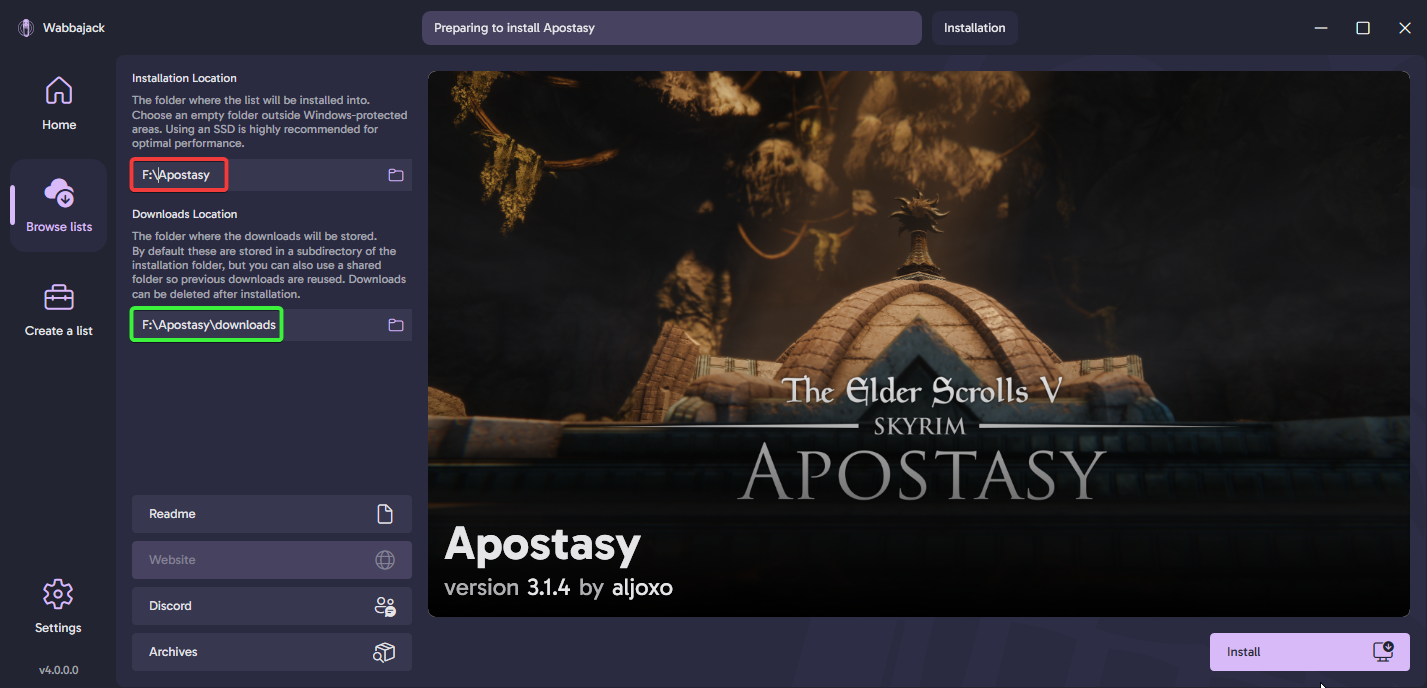 Wabbajack
Preparing to install Apostasy
Installation
Home
Browse lists
Create a list
Settings
v4.0.0.0
Installation Location
The folder where the list will be installed into.
Choose an empty folder outside Windows-protected
areas. Using an SSD is highly recommended for
optimal performance.
F:\Apostasy
Downloads Location
The folder where the downloads will be stored.
By default these are stored in a subdirectory of the
installation folder, but you can also use a shared
folder so previous downloads are reused. Downloads
can be deleted after installation.
F:\Apostasy\downloads
Readme
Website
Discord
Archives
The Elder Scrolls V
SKYRIM
APOSTASY
Apostasy
version 3.1.4 by aljoxo
Install